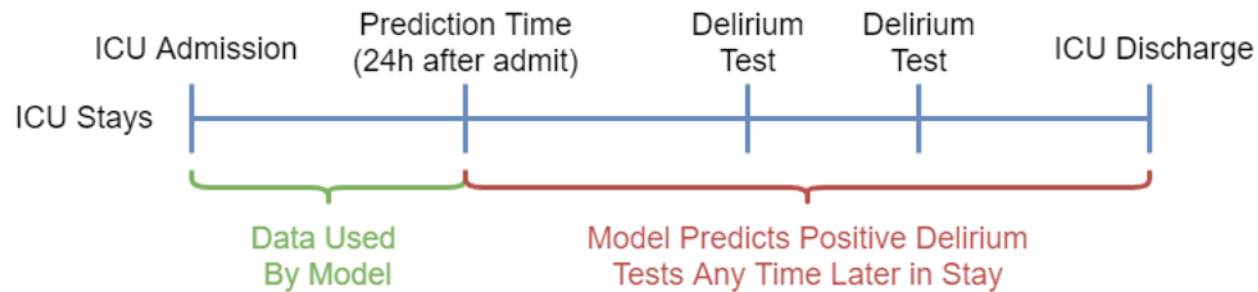 ICU Admission
Prediction Time
(24h after admit)
Delirium
Test
Delirium
Test
ICU Discharge
ICU Stays
Data Used
By Model
Model Predicts Positive Delirium
Tests Any Time Later in Stay